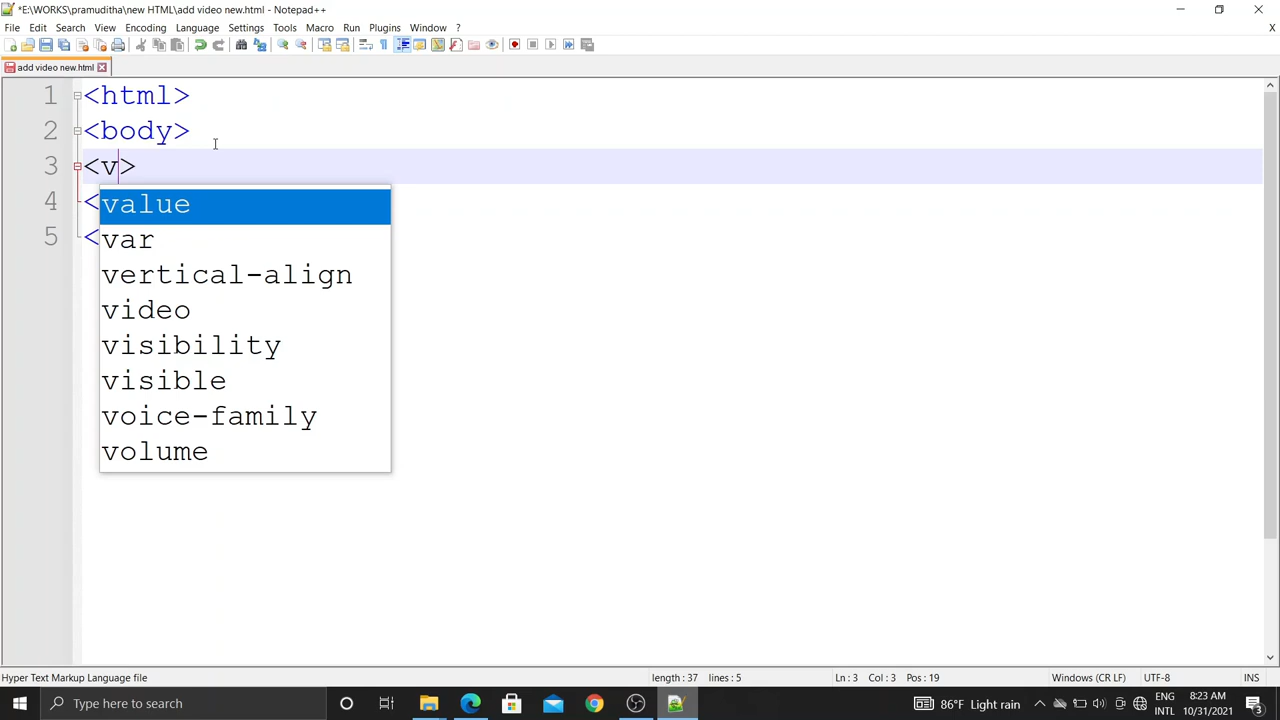 *E:\WORKS\pramuditha\new HTML\add video new.html - Notepad++
File Edit Search View Encoding Language Settings Tools Macro Run Plugins Window ?
X
add video new.html
1 <html>
2 <body>
3 <v>
4 <
5 <
value
var
vertical-align
video
visibility
visible
voice-family
volume
Hyper Text Markup Language file length : 37 lines : 5 Ln : 3 Col : 3 Pos : 19 Windows (CR LF) UTF-8 INS
Type here to search
86°F Light rain
ENG
INTL
8:23 AM
10/31/2021
3